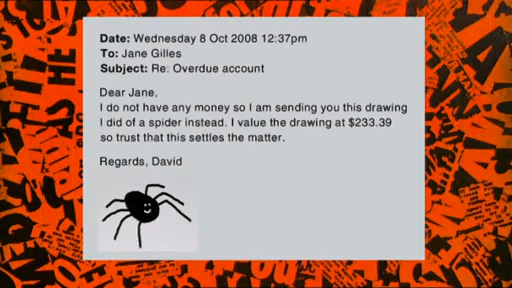 Date: Wednesday 8 Oct 2008 12:37pm
To: Jane Gilles
Subject: Re: Overdue account
Dear Jane,
I do not have any money so I am sending you this drawing
I did of a spider instead. I value the drawing at $233.39
so trust that this settles the matter.
Regards, David